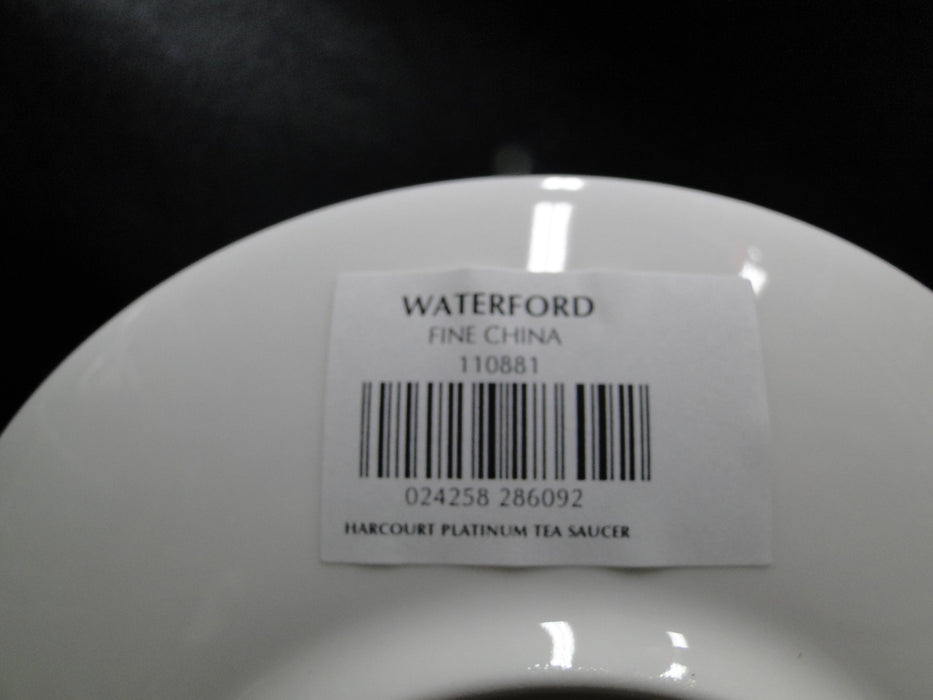 WATERFORD
FINE CHINA
110881
024258 286092
HARCOURT PLATINUM TEA SAUCER